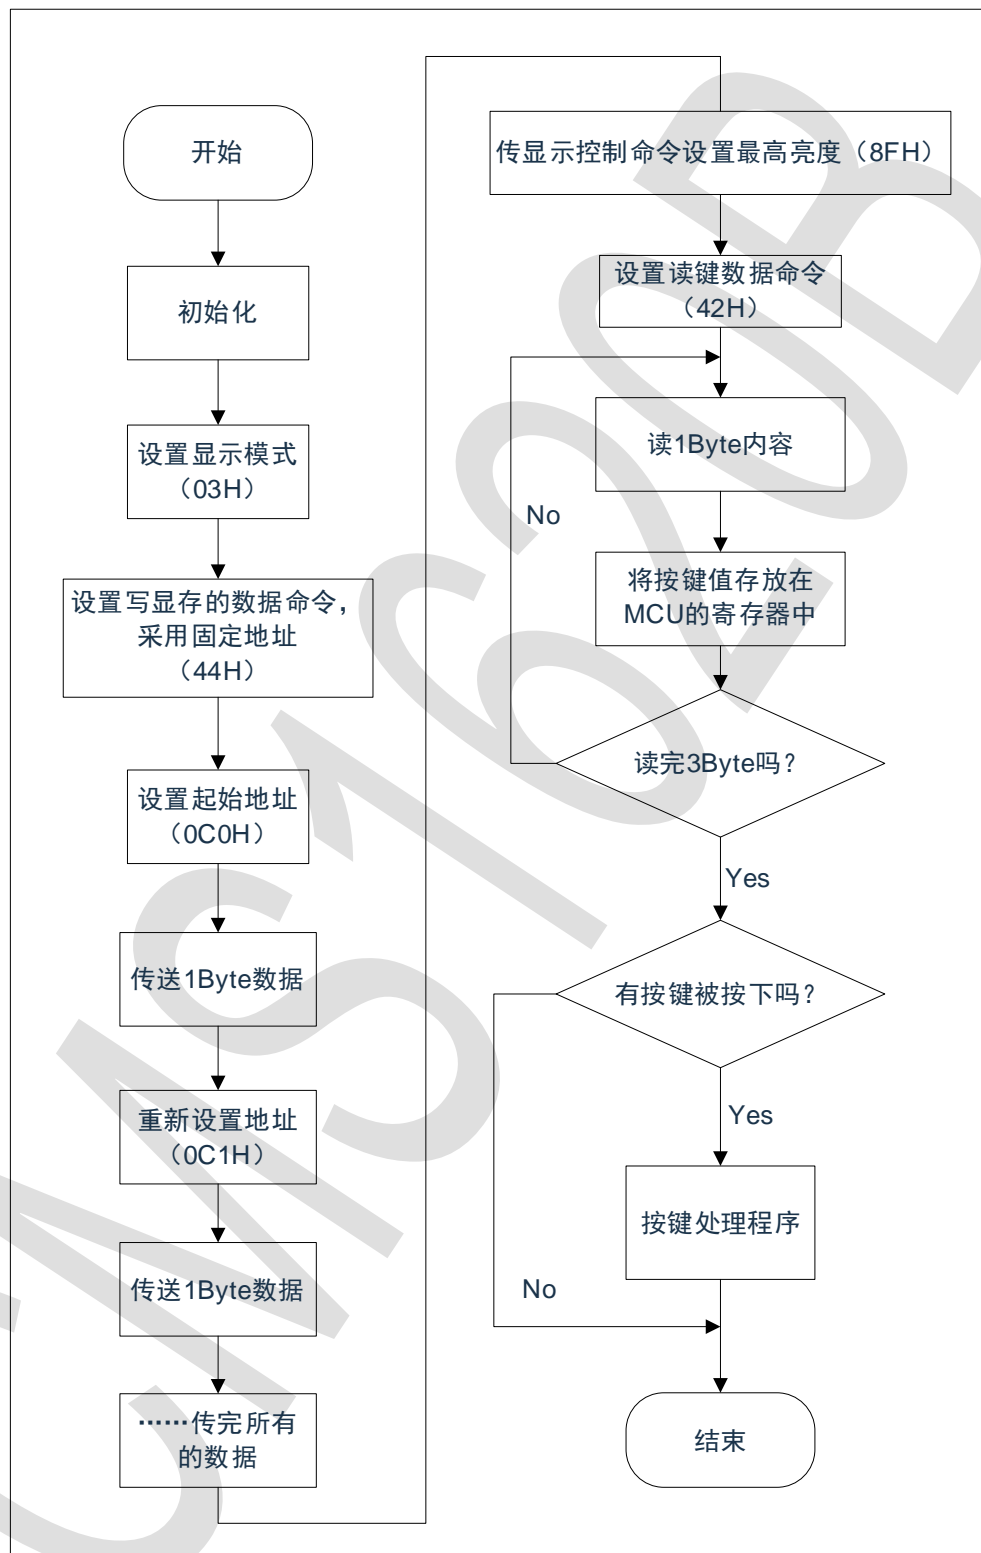 开始
初始化
设置显示模式
（03H）
设置写显存的数据命令，
采用固定地址
（44H）
设置起始地址
（0C0H）
传送1Byte数据
重新设置地址
（0C1H）
传送1Byte数据
……传完所有
的数据
传显示控制命令设置最高亮度（8FH）
设置读键数据命令
（42H）
读1Byte内容
No
将按键值存放在
MCU的寄存器中
读完3Byte吗？
Yes
有按键被按下吗？
Yes
按键处理程序
No
结束
CMS1620B